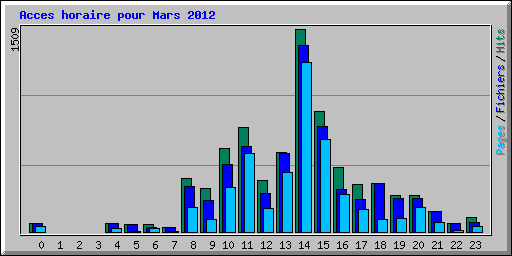 Acces horaire pour Mars 2012
1509
Pages / Fichiers / Hits
0 1 2 3 4 5 6 7 8 9 10 11 12 13 14 15 16 17 18 19 20 21 22 23